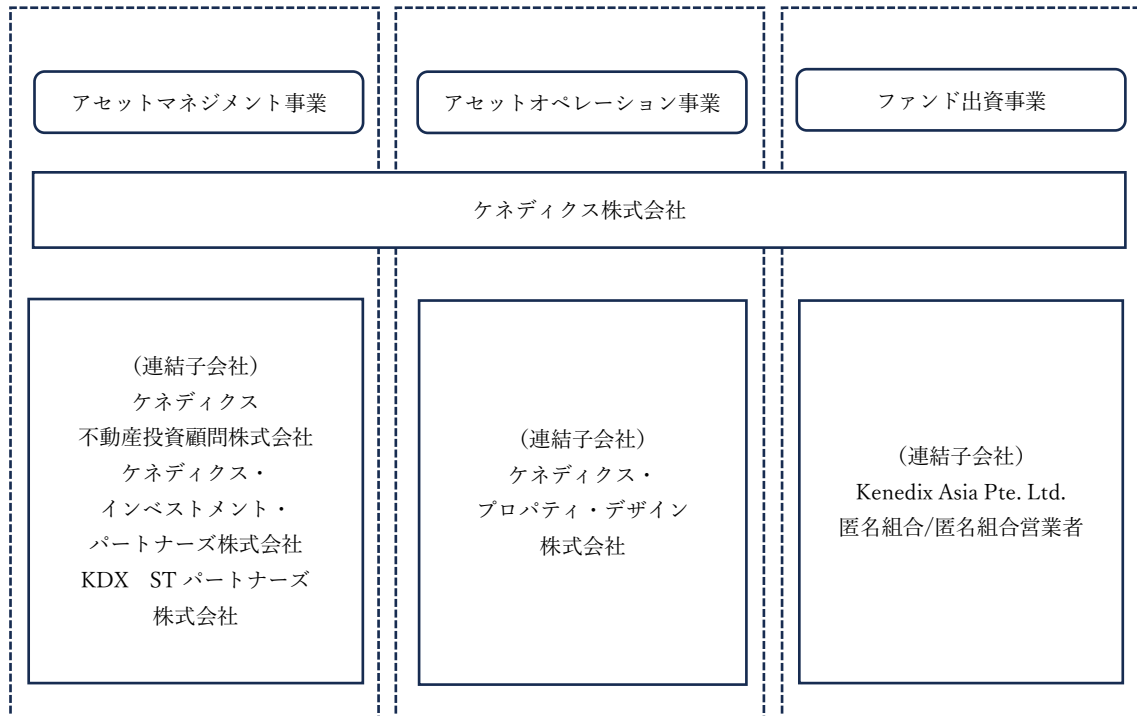 アセットマネジメント事業
アセットオペレーション事業
ファンド出資事業
ケネディクス株式会社
（連結子会社）
ケネディクス
不動産投資顧問株式会社
ケネディクス・
インベストメント・
パートナーズ株式会社
KDX　ST パートナーズ
株式会社
（連結子会社）
ケネディクス・
プロパティ・デザイン
株式会社
（連結子会社）
Kenedix Asia Pte. Ltd.
匿名組合/匿名組合営業者